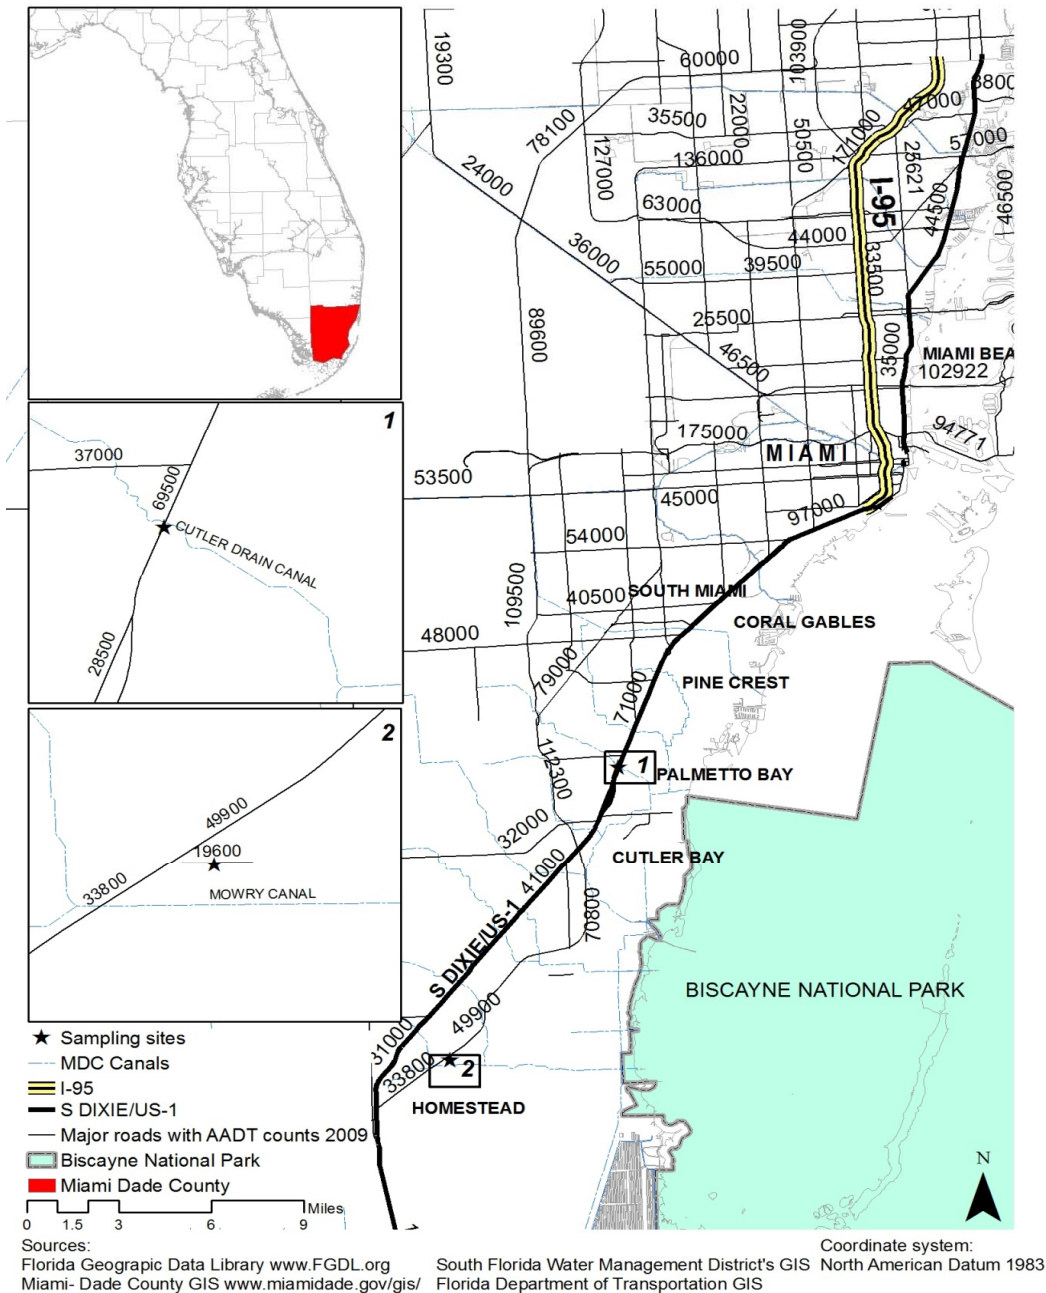 19300
60000
103900
8800
47000
78100
35500
22000
50500
171000
57000
127000
136000
25621
24000
I-95
46500
63000
44500
44000
36000
55000
39500
33500
25500
89600
46500
35000
MIAMI BEA
102922
1
175000
94771
MIAMI
37000
53500
69500
45000
97000
CUTLER DRAIN CANAL
54000
109500
40500
SOUTH MIAMI
CORAL GABLES
48000
28500
79000
PINE CREST
71000
2
112300
1
PALMETTO BAY
49900
32000
19600
CUTLER BAY
41000
33800
MOWRY CANAL
70800
S DIXIE/US-1
BISCAYNE NATIONAL PARK
49900
31000
33800
2
HOMESTEAD
Sampling sites
MDC Canals
I-95
S DIXIE/US-1
Major roads with AADT counts 2009
Biscayne National Park
Miami Dade County
N
Miles
0 1.5 3 6 9
Sources:
Florida Geograpic Data Library www.FGDL.org
Miami- Dade County GIS www.miamidade.gov/gis/
South Florida Water Management District's GIS
Florida Department of Transportation GIS
Coordinate system:
North American Datum 1983